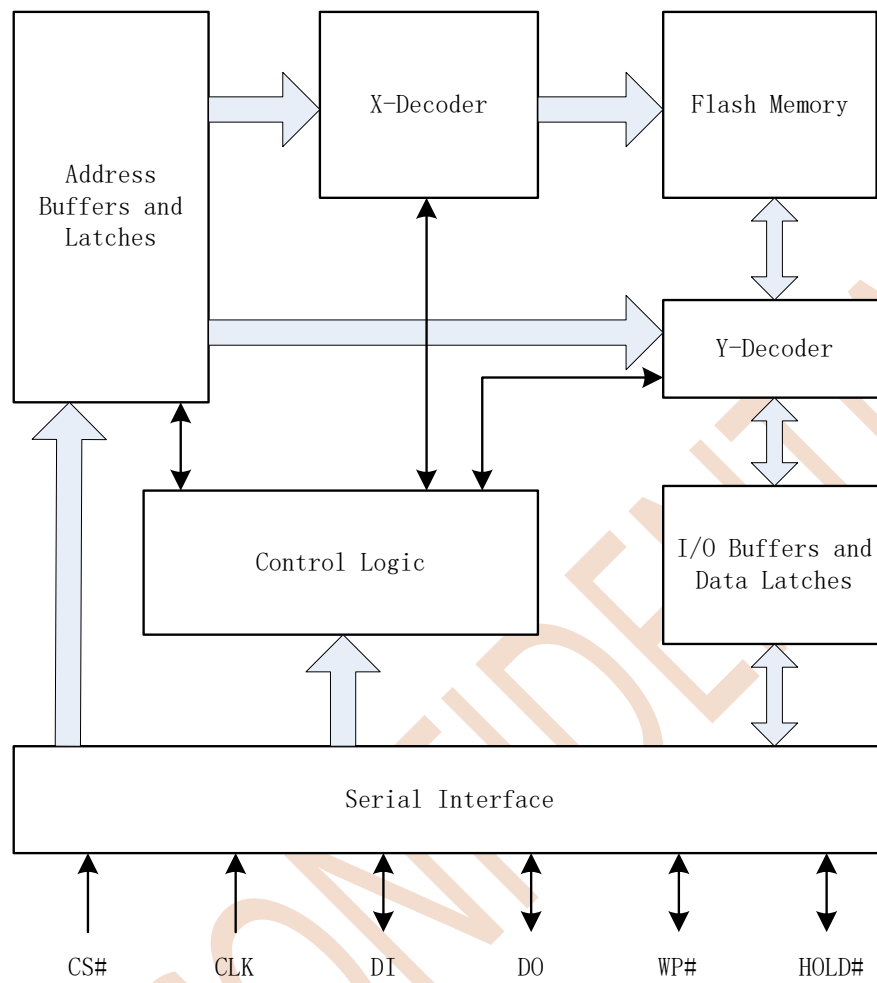 X-Decoder
Flash Memory
Address
Buffers and
Latches
Y-Decoder
Control Logic
I/O Buffers and
Data Latches
Serial Interface
CS#
CLK
DI
DO
WP#
HOLD#